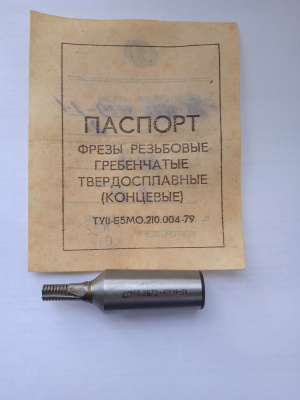 ПАСПОРТ
ФРЕЗЫ РЕЗЬБОВЫЕ
ГРЕБЕНЧАТЫЕ
ТВЕРДОСПЛАВНЫЕ
(КОНЦЕВЫЕ)
ТУ11-Б5МО.210.004-79